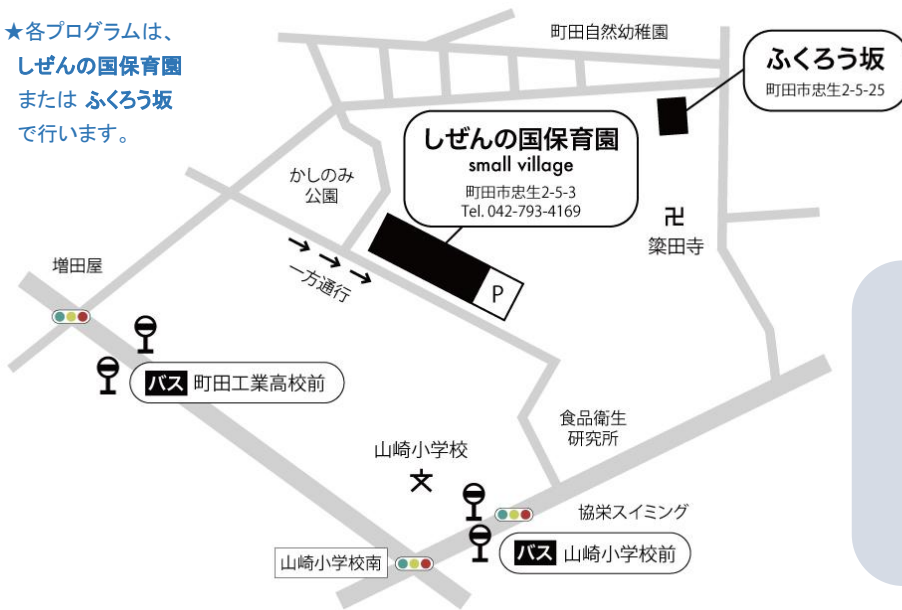 ★各プログラムは、
しぜんの国保育園
または ふくろう坂
で行います。
町田自然幼稚園
ふくろう坂
町田市忠生2-5-25
しぜんの国保育園
small village
町田市忠生2-5-3
Tel. 042-793-4169
かしのみ
公園
卍
簗田寺
増田屋
一方通行
P
バス 町田工業高校前
食品衛生
研究所
山崎小学校
文
協栄スイミング
バス 山崎小学校前
山崎小学校南